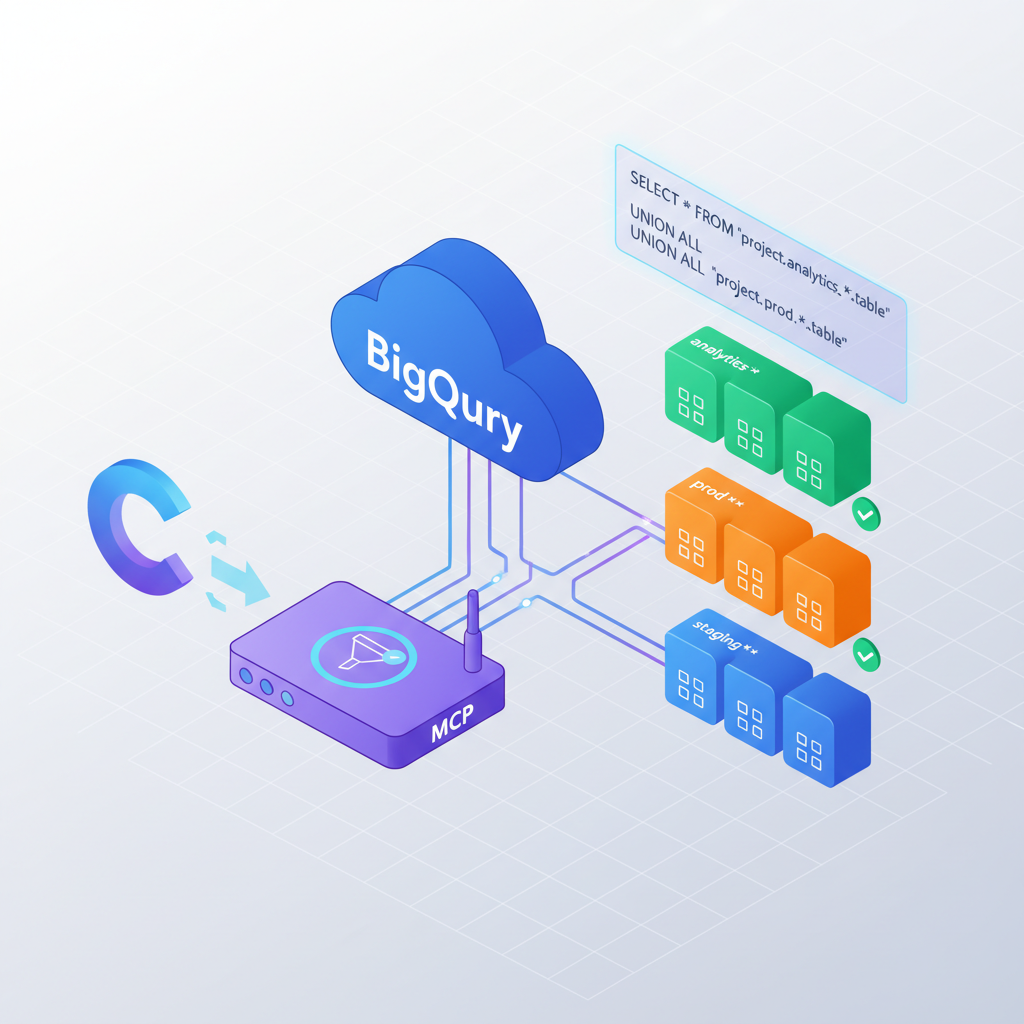 SELECT * FROM "project.analytics_*.table"
UNION ALL
UNION ALL "project.prod.*.table"
BigQury
analytics*
prod **
staging**
MCP